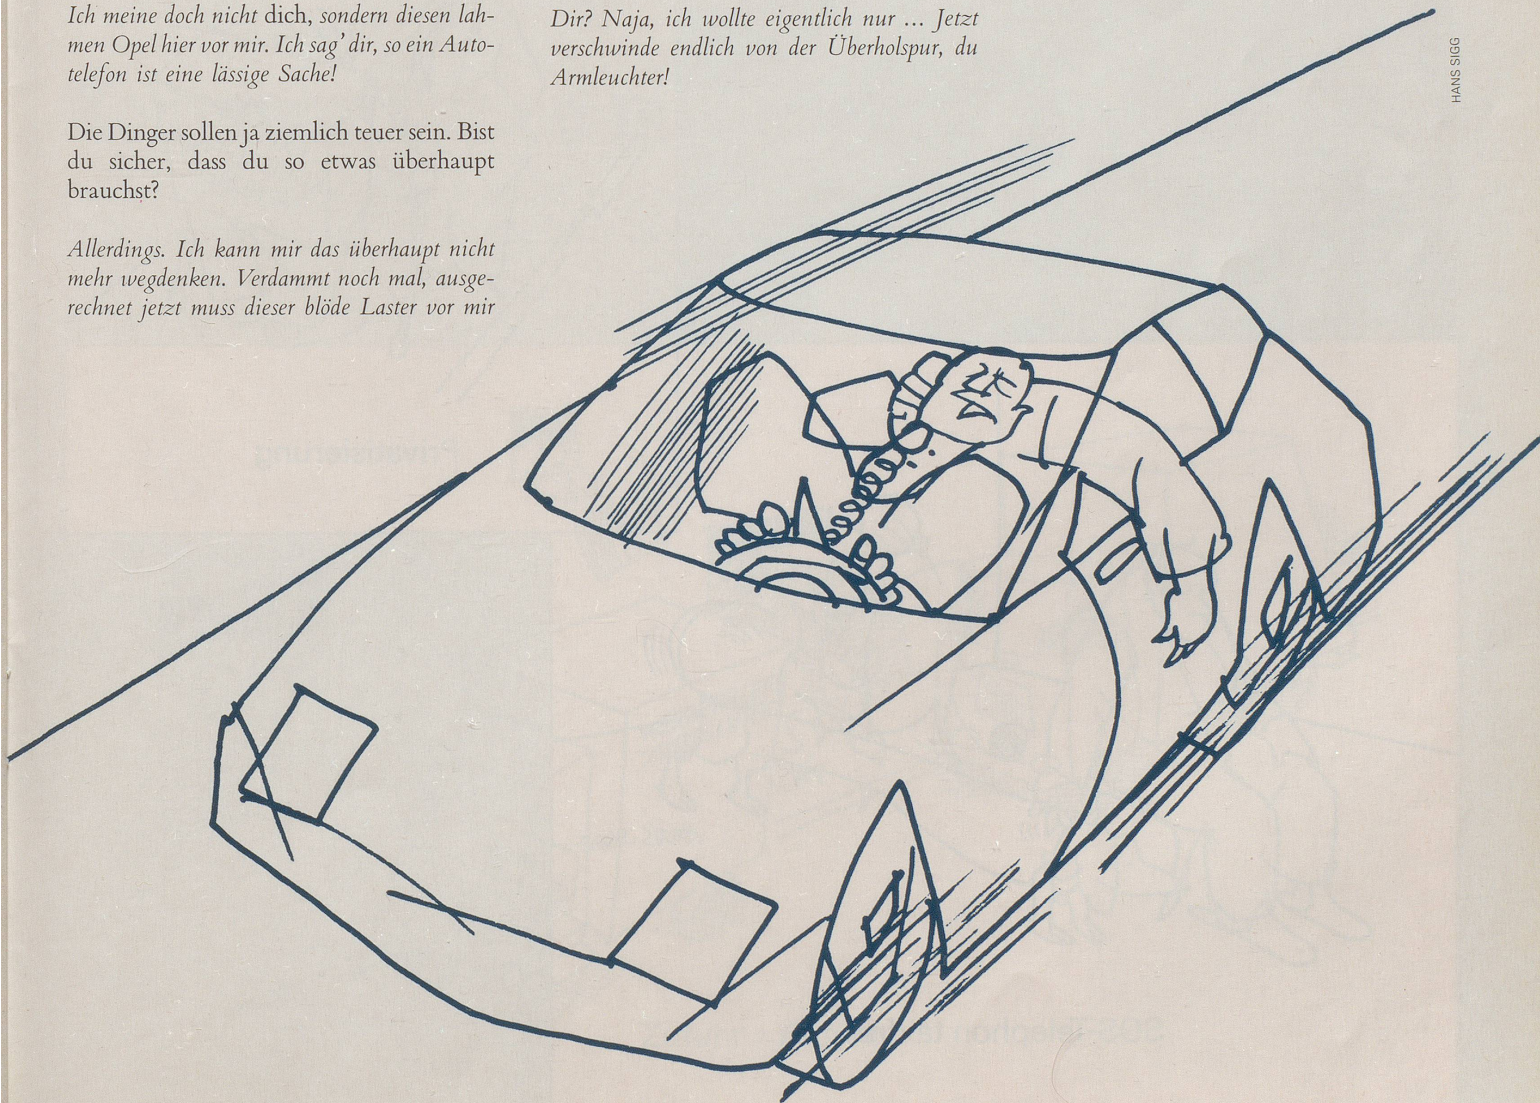 Ich meine doch nicht dich, sondern diesen lah-
men Opel hier vor mir. Ich sag' dir, so ein Auto-
telefon ist eine lässige Sache!
Die Dinger sollen ja ziemlich teuer sein. Bist
du sicher, dass du so etwas überhaupt
brauchst?
Allerdings. Ich kann mir das überhaupt nicht
mehr wegdenken. Verdammt noch mal, ausge-
rechnet jetzt muss dieser blöde Laster vor mir
Dir? Naja, ich wollte eigentlich nur ... Jetzt
verschwinde endlich von der Überholspur, du
Armleuchter!
HANS SIGG